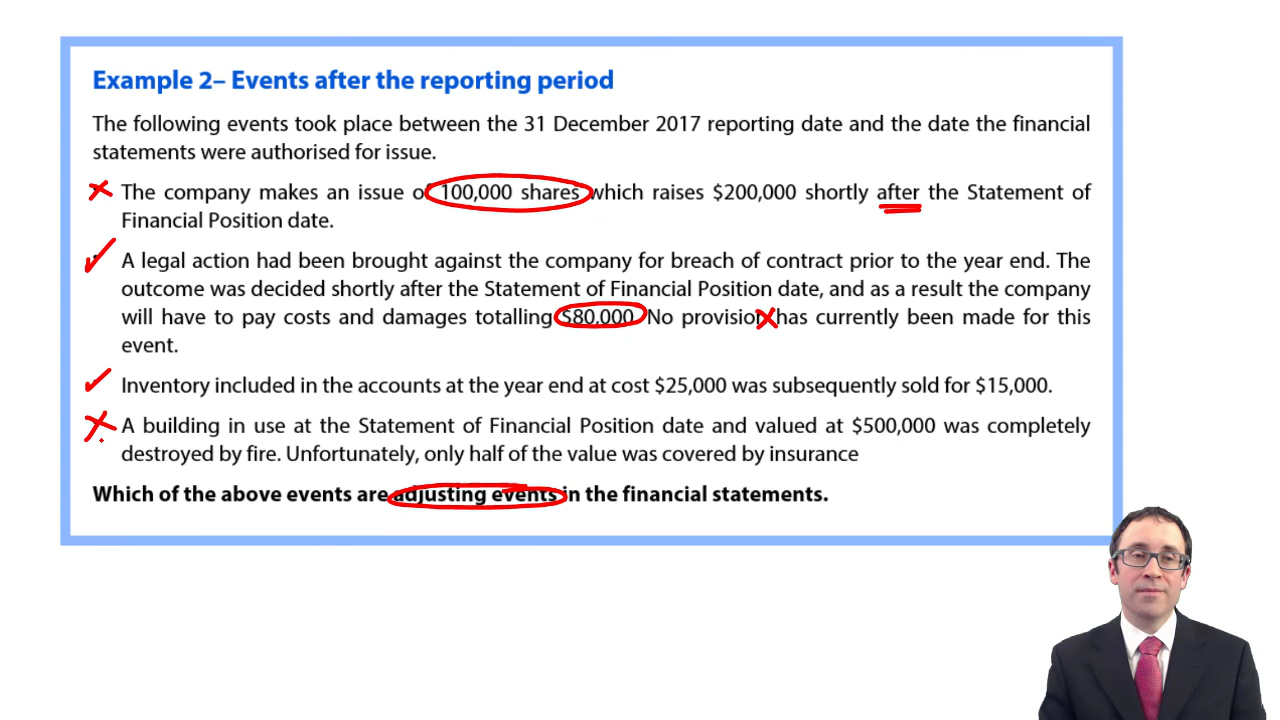 Example 2– Events after the reporting period
The following events took place between the 31 December 2017 reporting date and the date the financial
statements were authorised for issue.
The company makes an issue of 100,000 shares which raises $200,000 shortly after the Statement of
Financial Position date.
A legal action had been brought against the company for breach of contract prior to the year end. The
outcome was decided shortly after the Statement of Financial Position date, and as a result the company
will have to pay costs and damages totalling $80,000. No provision has currently been made for this
event.
Inventory included in the accounts at the year end at cost $25,000 was subsequently sold for $15,000.
A building in use at the Statement of Financial Position date and valued at $500,000 was completely
destroyed by fire. Unfortunately, only half of the value was covered by insurance
Which of the above events are adjusting events in the financial statements.